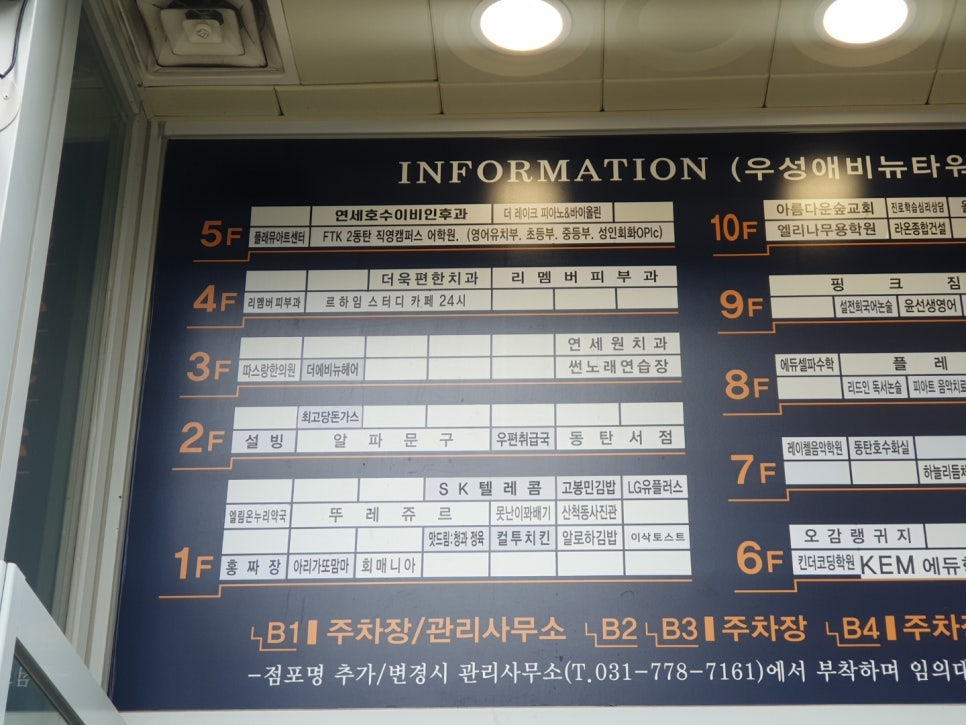 INFORMATION (우성애비뉴타워
5F
연세호수이비인후과 더 레이크 피아노&바이올린
플래뮤아트센터 FTK 2동탄 직영캠퍼스 어학원. (영어유치부. 초등부. 중등부. 성인회화OPIc)
4F
더욱편한치과 리멤버피부과
리멤버피부과 르하임스터디카페 24시
3F
연세원치과
따스랑한의원 더에비뉴헤어 썬노래연습장
2F
최고당돈가스
설빙 알파문구 우편취급국 동탄서점
1F
SK텔레콤 고봉민김밥 LG유플러스
엘림온누리약국 뚜레쥬르 못난이꽈배기 산척동사진관
맛드림:청과 정육 컬투치킨 알로하김밥 이삭토스트
홍짜장 아리가또맘마 회매니아
10F
아름다운숲교회 진로학습심리상담
엘리나무용학원 라온종합건설
9F
핑크짐
설전희국어논술 윤선생영어
8F
에듀셀파수학 플레
리드인 독서논술 피아트 음악치료
7F
레이첼음악학원 동탄호수화실
하늘리듬체
6F
오감랭귀지
킨더코딩학원 KEM 에듀
B1 주차장/관리사무소 B2 B3 주차장 B4 주차
-점포명 추가/변경시 관리사무소(T.031-778-7161)에서 부착하며 임의대